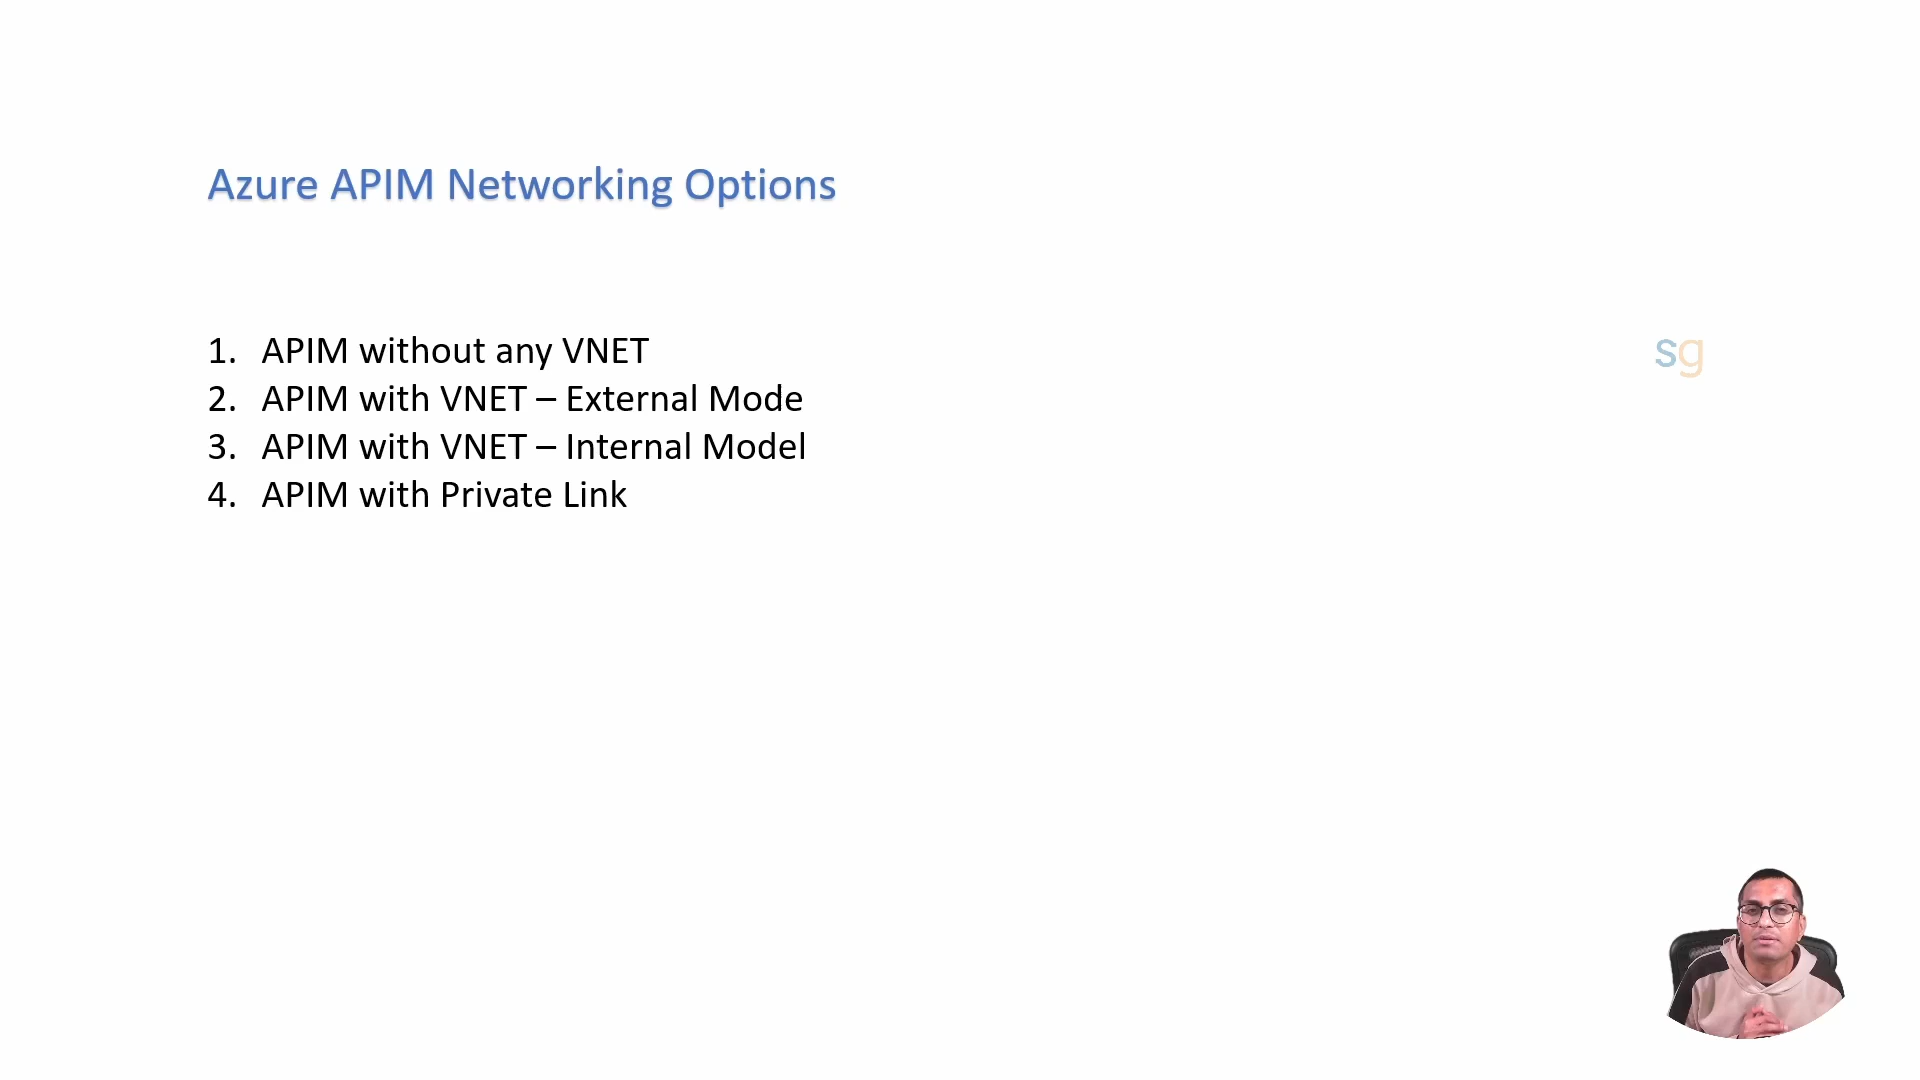 Azure APIM Networking Options
1. APIM without any VNET
2. APIM with VNET – External Mode
sg
3. APIM with VNET – Internal Model
4. APIM with Private Link